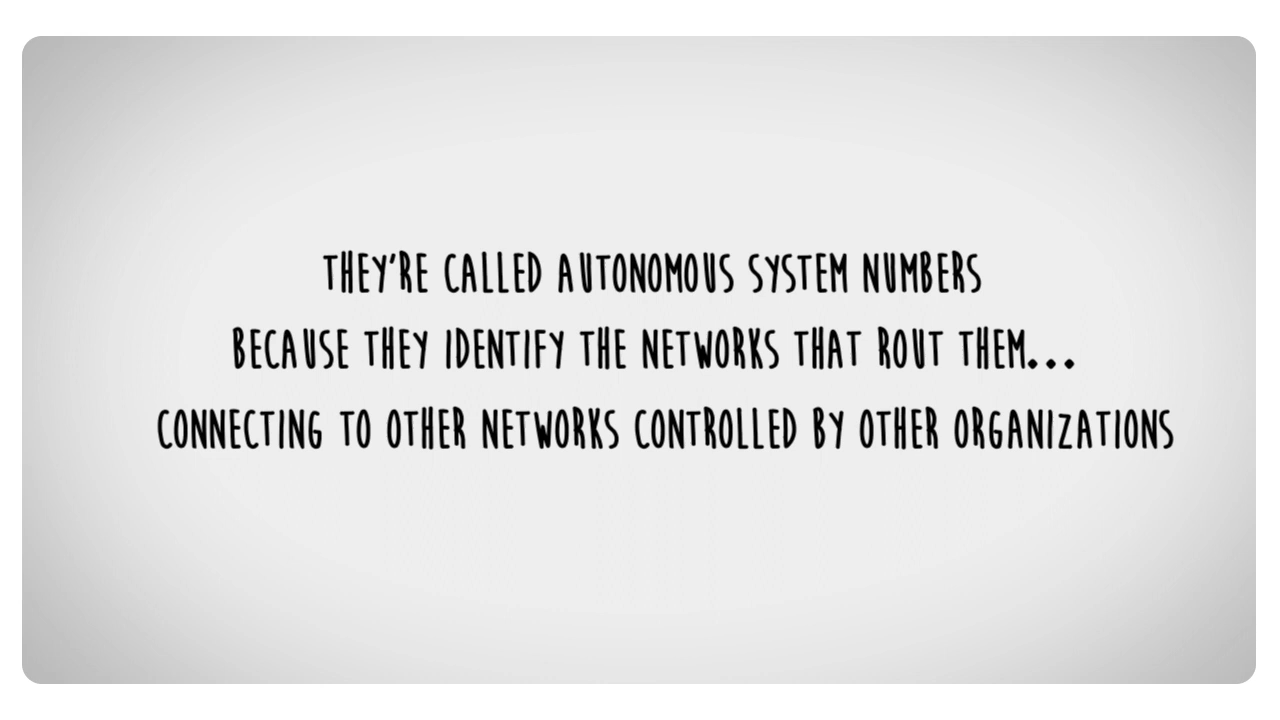 THEY'RE CALLED AUTONOMOUS SYSTEM NUMBERS
BECAUSE THEY IDENTIFY THE NETWORKS THAT ROUT THEM...
CONNECTING TO OTHER NETWORKS CONTROLLED BY OTHER ORGANIZATIONS